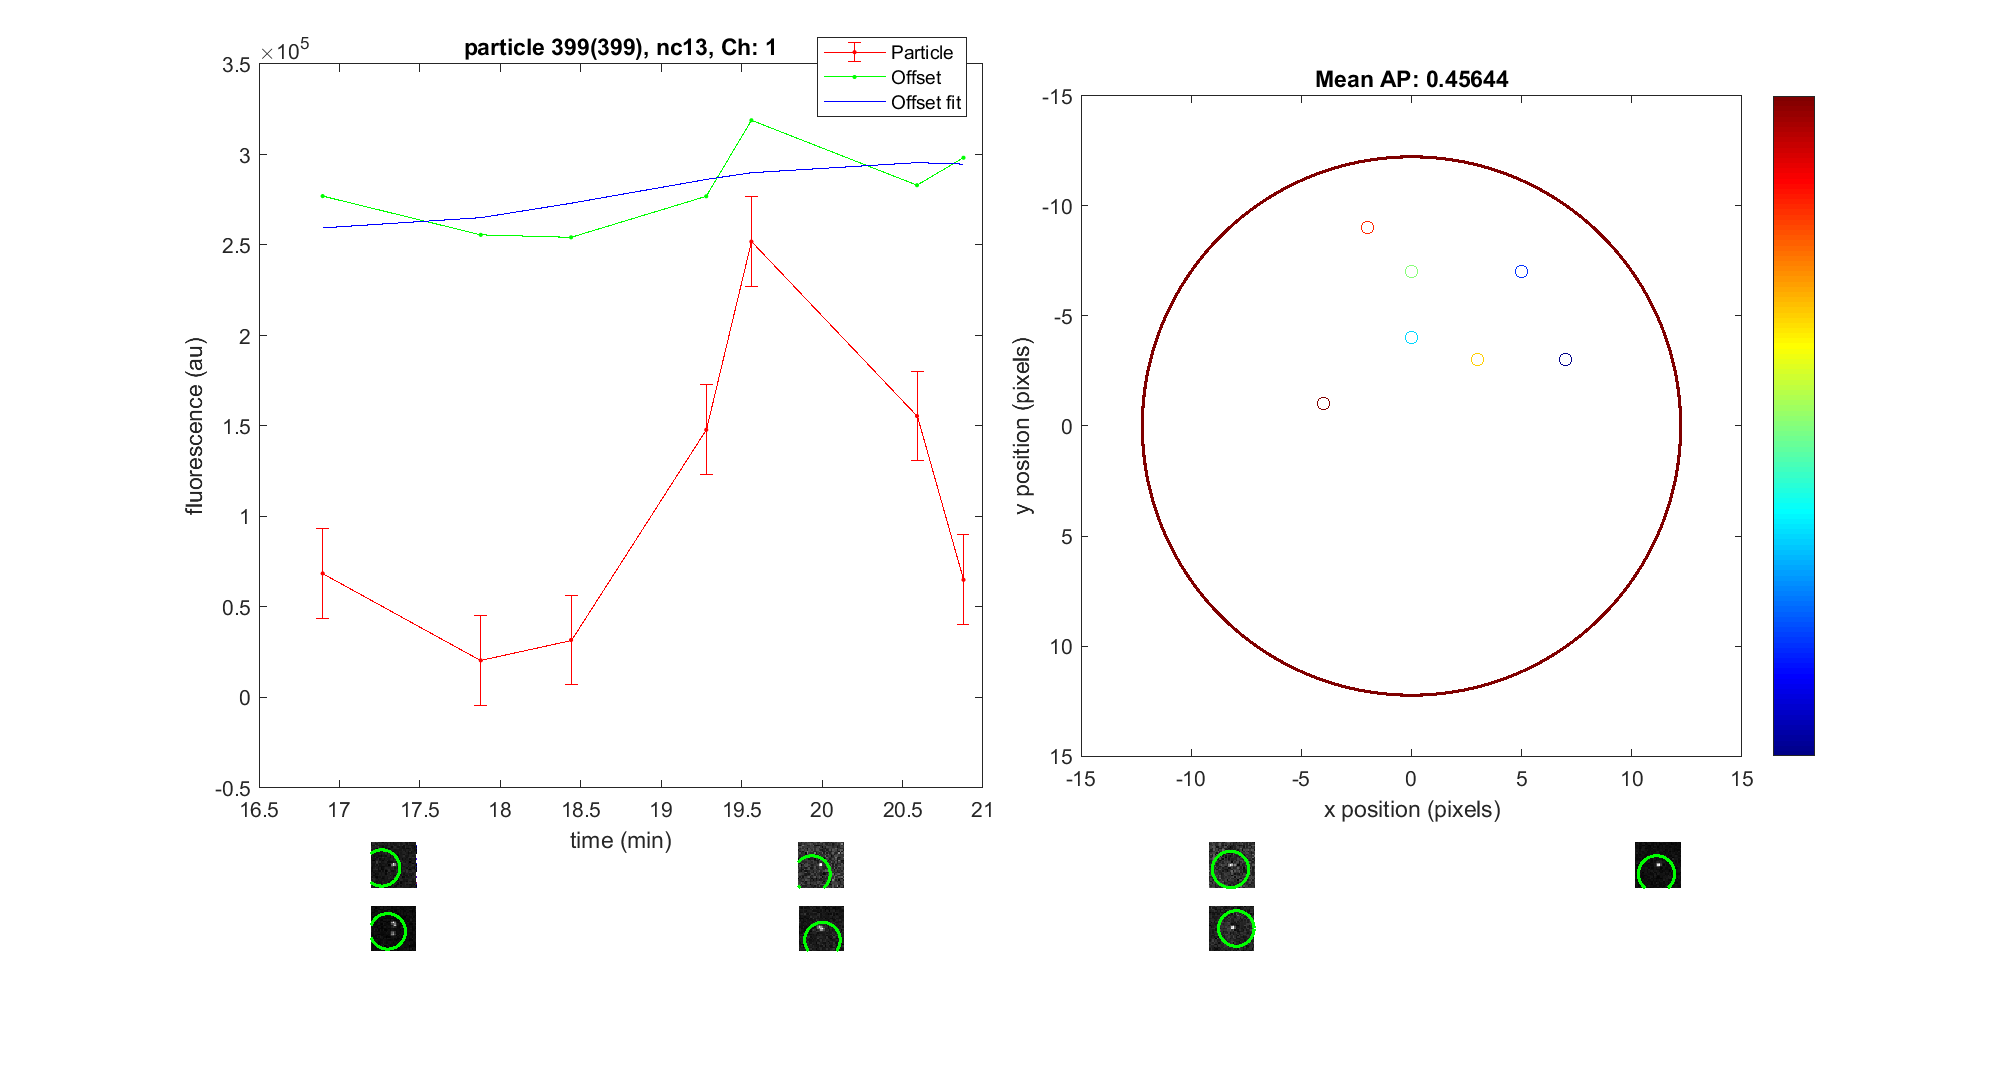 particle 399(399), nc13, Ch: 1
×10^5
Particle
Offset
Offset fit
3.5
3
2.5
2
1.5
1
0.5
0
-0.5
fluorescence (au)
16.5 17 17.5 18 18.5 19 19.5 20 20.5 21
time (min)
Mean AP: 0.45644
-15
-10
-5
0
5
10
15
y position (pixels)
-15 -10 -5 0 5 10 15
x position (pixels)